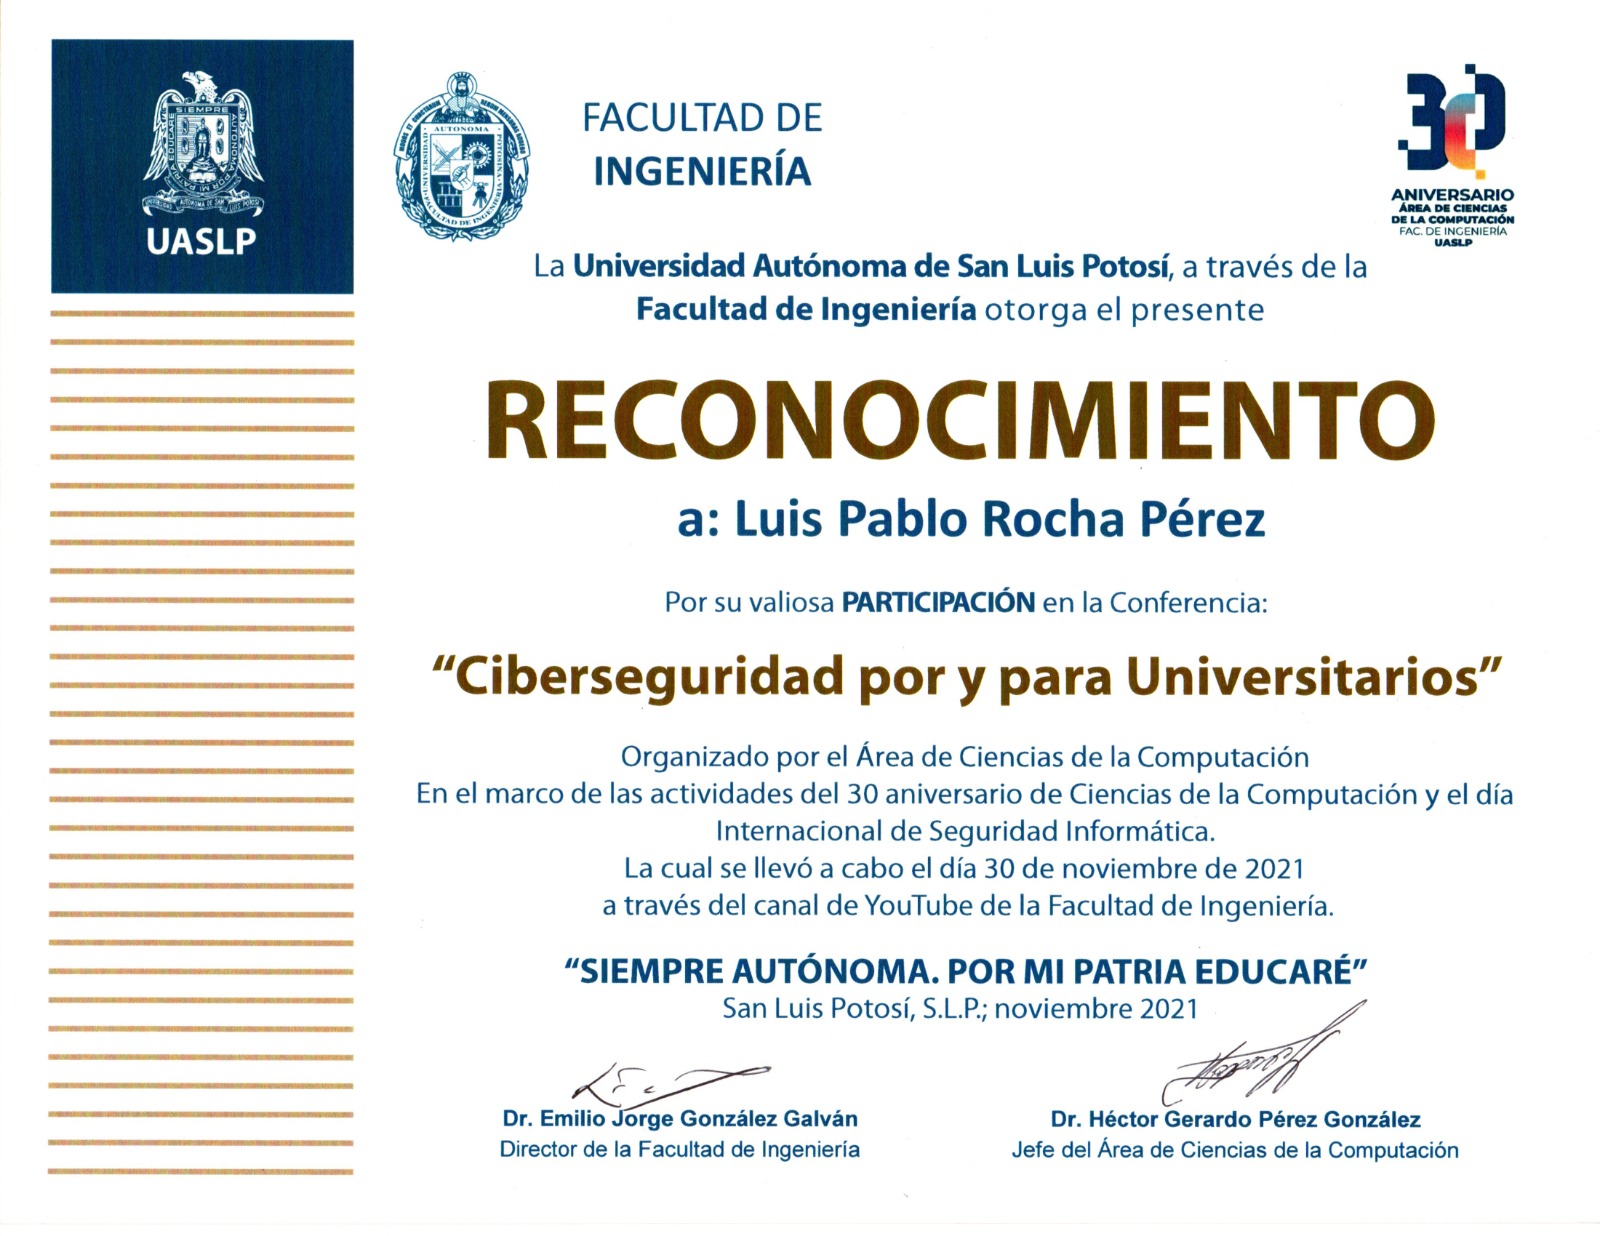 SIEMPRE AUTÓNOMA POR MI PATRIA EDUCARÉ
UNIVERSIDAD AUTÓNOMA DE SAN LUIS POTOSÍ
UASLP
AUTONOMA
UNIVERSIDAD
POTOSINA
FACULTAD DE INGENIERIA
FACULTAD DE
INGENIERÍA
30
ANIVERSARIO
ÁREA DE CIENCIAS
DE LA COMPUTACIÓN
FAC. DE INGENIERÍA
UASLP
La Universidad Autónoma de San Luis Potosí, a través de la
Facultad de Ingeniería otorga el presente
RECONOCIMIENTO
a: Luis Pablo Rocha Pérez
Por su valiosa PARTICIPACIÓN en la Conferencia:
“Ciberseguridad por y para Universitarios”
Organizado por el Área de Ciencias de la Computación
En el marco de las actividades del 30 aniversario de Ciencias de la Computación y el día
Internacional de Seguridad Informática.
La cual se llevó a cabo el día 30 de noviembre de 2021
a través del canal de YouTube de la Facultad de Ingeniería.
“SIEMPRE AUTÓNOMA. POR MI PATRIA EDUCARÉ”
San Luis Potosí, S.L.P.; noviembre 2021
Dr. Emilio Jorge González Galván
Director de la Facultad de Ingeniería
Dr. Héctor Gerardo Pérez González
Jefe del Área de Ciencias de la Computación